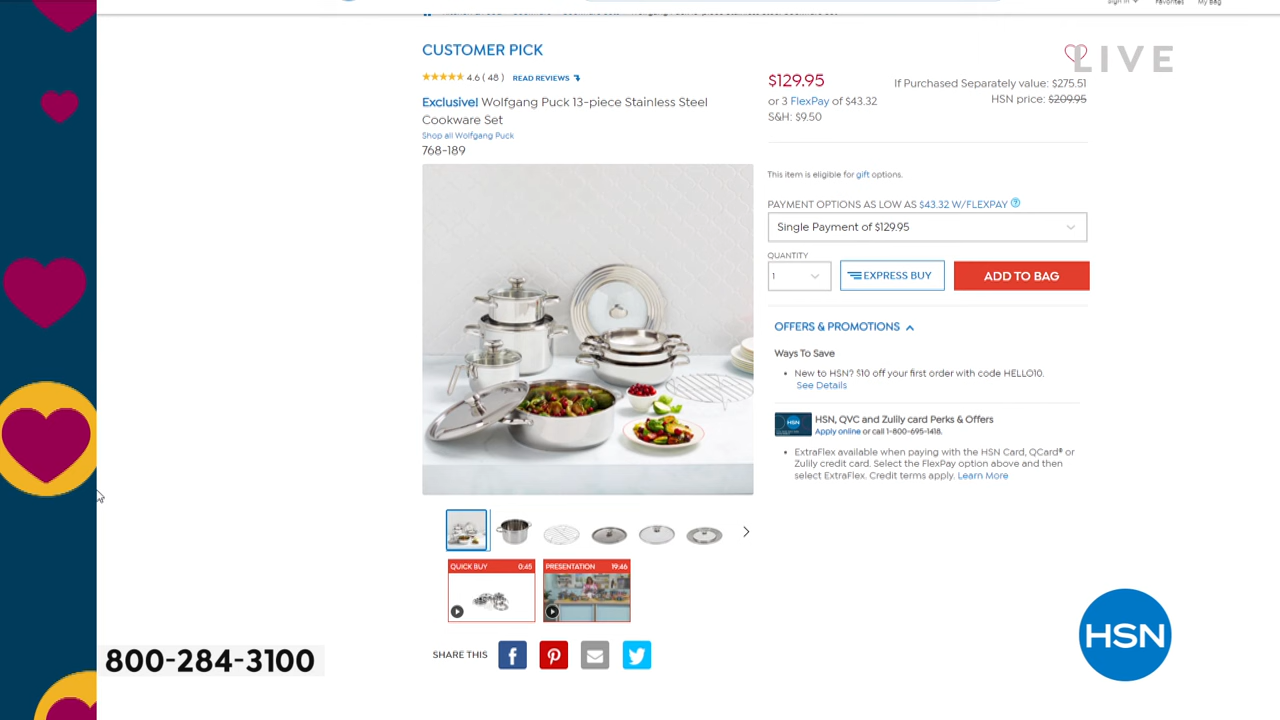 Sign In
Favorites
My Bag
CUSTOMER PICK
4.6 ( 48 ) READ REVIEWS
Exclusive! Wolfgang Puck 13-piece Stainless Steel
Cookware Set
Shop all Wolfgang Puck
768-189
LIVE
$129.95
or 3 FlexPay of $43.32
S&H: $9.50
If Purchased Separately value: $275.51
HSN price: $209.95
This item is eligible for gift options.
PAYMENT OPTIONS AS LOW AS $43.32 W/FLEXPAY ?
Single Payment of $129.95
QUANTITY
1
EXPRESS BUY
ADD TO BAG
OFFERS & PROMOTIONS
Ways To Save
• New to HSN? $10 off your first order with code HELLO10.
See Details
HSN
HSN, QVC and Zulily card Perks & Offers
Apply online or call 1-800-695-1418.
• ExtraFlex available when paying with the HSN Card, QCard® or
Zulily credit card. Select the FlexPay option above and then
select ExtraFlex. Credit terms apply. Learn More
QUICK BUY 0:45
PRESENTATION 19:46
SHARE THIS
800-284-3100
HSN